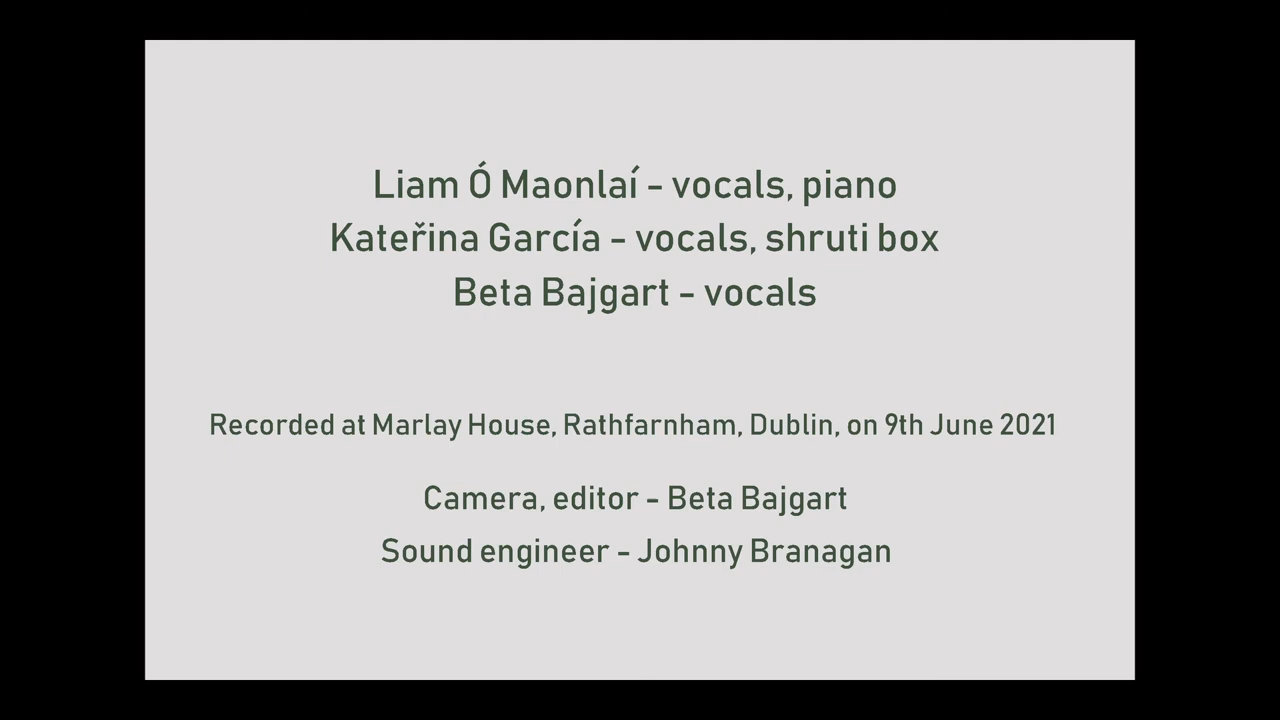 Liam Ó Maonlaí - vocals, piano
Kateřina García - vocals, shruti box
Beta Bajgart - vocals
Recorded at Marlay House, Rathfarnham, Dublin, on 9th June 2021
Camera, editor - Beta Bajgart
Sound engineer - Johnny Branagan